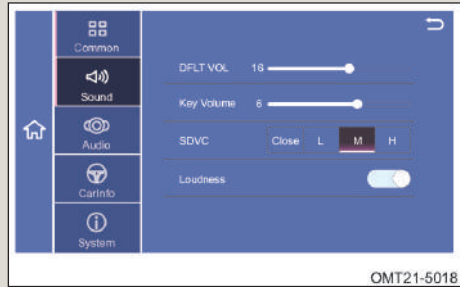 Common
Sound
Audio
CarInfo
System
DFLT VOL 16
Key Volume 6
SDVC Close L M H
Loudness
OMT21-5018